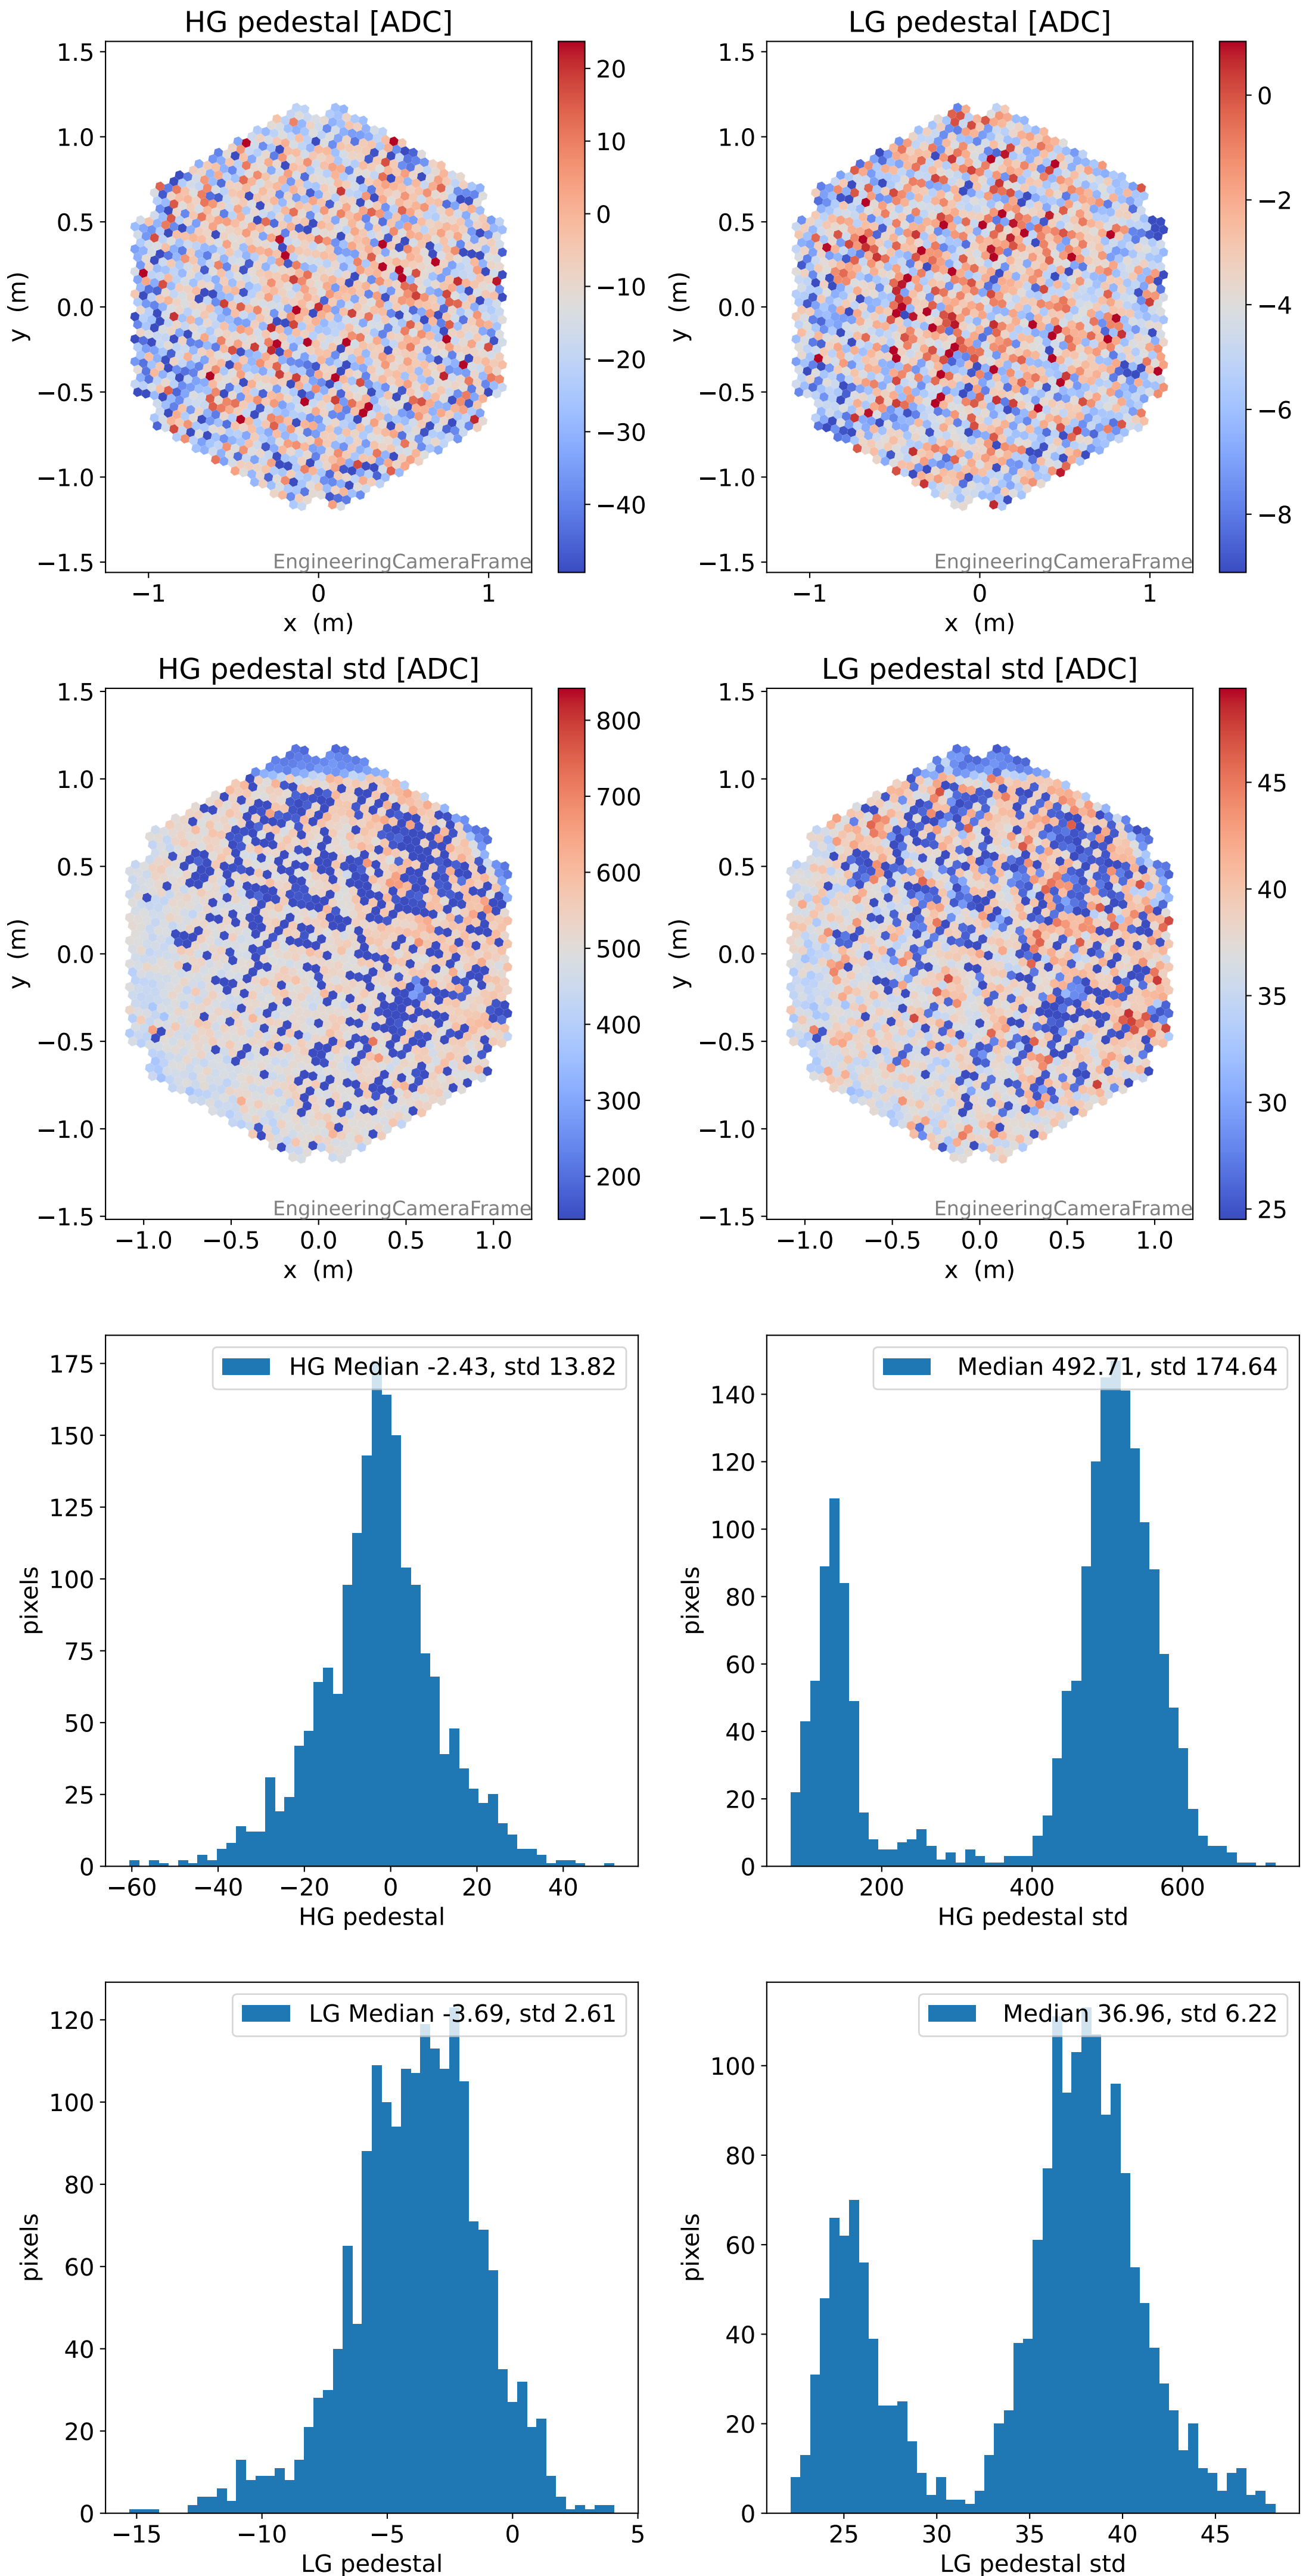 HG pedestal [ADC]
LG pedestal [ADC]
1.5
1.0
0.5
0.0
−0.5
−1.0
−1.5
y (m)
−1 0 1
x (m)
EngineeringCameraFrame
20
10
0
−10
−20
−30
−40
1.5
1.0
0.5
0.0
−0.5
−1.0
−1.5
y (m)
−1 0 1
x (m)
EngineeringCameraFrame
0
−2
−4
−6
−8
HG pedestal std [ADC]
LG pedestal std [ADC]
1.5
1.0
0.5
0.0
−0.5
−1.0
−1.5
y (m)
−1.0 −0.5 0.0 0.5 1.0
x (m)
EngineeringCameraFrame
800
700
600
500
400
300
200
1.5
1.0
0.5
0.0
−0.5
−1.0
−1.5
y (m)
−1.0 −0.5 0.0 0.5 1.0
x (m)
EngineeringCameraFrame
45
40
35
30
25
HG Median -2.43, std 13.82
175
150
125
100
75
50
25
0
pixels
−60 −40 −20 0 20 40
HG pedestal
Median 492.71, std 174.64
140
120
100
80
60
40
20
0
pixels
200 400 600
HG pedestal std
LG Median -3.69, std 2.61
120
100
80
60
40
20
0
pixels
−15 −10 −5 0 5
LG pedestal
Median 36.96, std 6.22
100
80
60
40
20
0
pixels
25 30 35 40 45
LG pedestal std